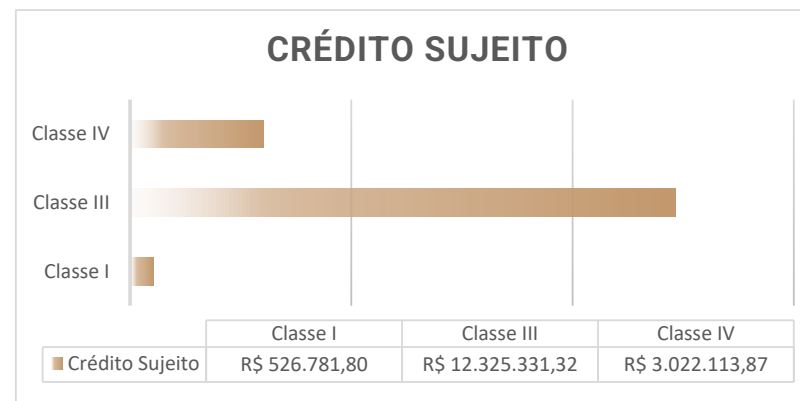 CRÉDITO SUJEITO
Classe IV
Classe III
Classe I
Classe I Classe III Classe IV
Crédito Sujeito R$ 526.781,80 R$ 12.325.331,32 R$ 3.022.113,87